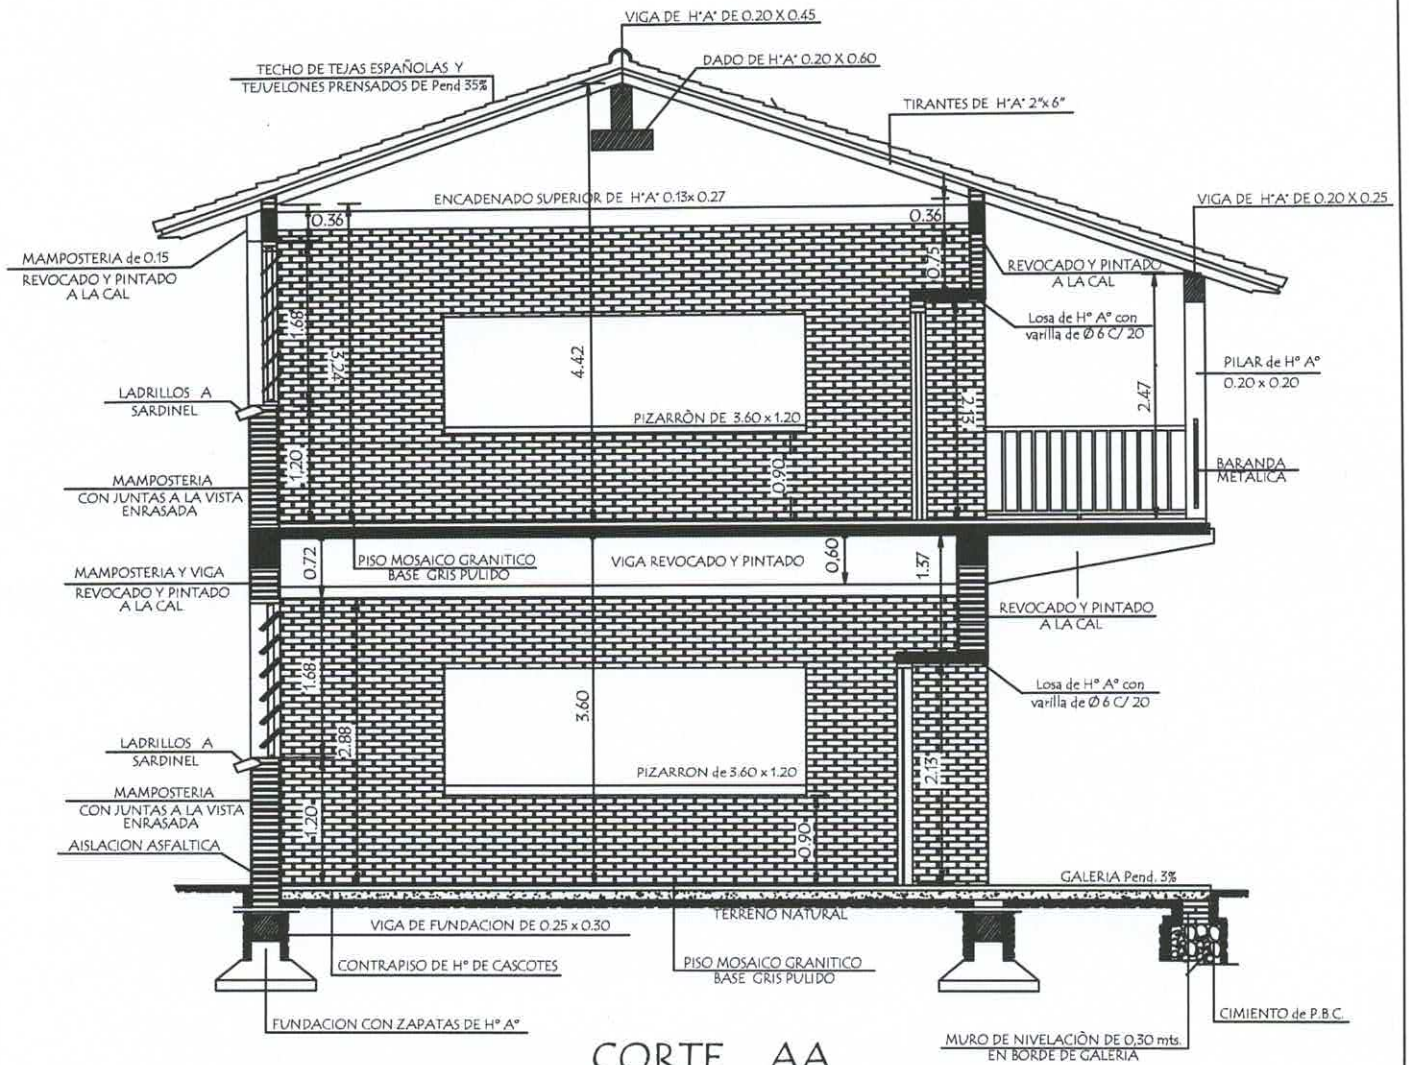 VIGA DE H°A° DE 0.20 X 0.45
DADO DE H°A° 0.20 X 0.60
TECHO DE TEJAS ESPAÑOLAS Y
TEJUELONES PRENSADOS DE Pend 35%
TIRANTES DE H°A° 2"x 6"
ENCADENADO SUPERIOR DE H°A° 0.13x 0.27
VIGA DE H°A° DE 0.20 X 0.25
0.36
0.36
MAMPOSTERIA de 0.15
REVOCADO Y PINTADO
A LA CAL
0.75
REVOCADO Y PINTADO
A LA CAL
Losa de H° A° con
varilla de Ø 6 C/ 20
1.68
3.24
4.42
PILAR de H° A°
0.20 x 0.20
2.47
LADRILLOS A
SARDINEL
PIZARRÒN DE 3.60 x 1.20
2.13
1.20
0.90
BARANDA
METALICA
MAMPOSTERIA
CON JUNTAS A LA VISTA
ENRASADA
0.72
PISO MOSAICO GRANITICO
BASE GRIS PULIDO
VIGA REVOCADO Y PINTADO
0,60
1.37
MAMPOSTERIA Y VIGA
REVOCADO Y PINTADO
A LA CAL
REVOCADO Y PINTADO
A LA CAL
1.68
2.88
3.60
Losa de H° A° con
varilla de Ø 6 C/ 20
LADRILLOS A
SARDINEL
PIZARRON de 3.60 x 1.20
2.13
MAMPOSTERIA
CON JUNTAS A LA VISTA
ENRASADA
1.20
0.90
AISLACION ASFALTICA
GALERIA Pend. 3%
TERRENO NATURAL
VIGA DE FUNDACION DE 0.25 x 0.30
CONTRAPISO DE H° DE CASCOTES
PISO MOSAICO GRANITICO
BASE GRIS PULIDO
FUNDACION CON ZAPATAS DE H° A°
CIMIENTO de P.B.C.
MURO DE NIVELACIÒN DE 0,30 mts.
EN BORDE DE GALERIA
CORTE AA